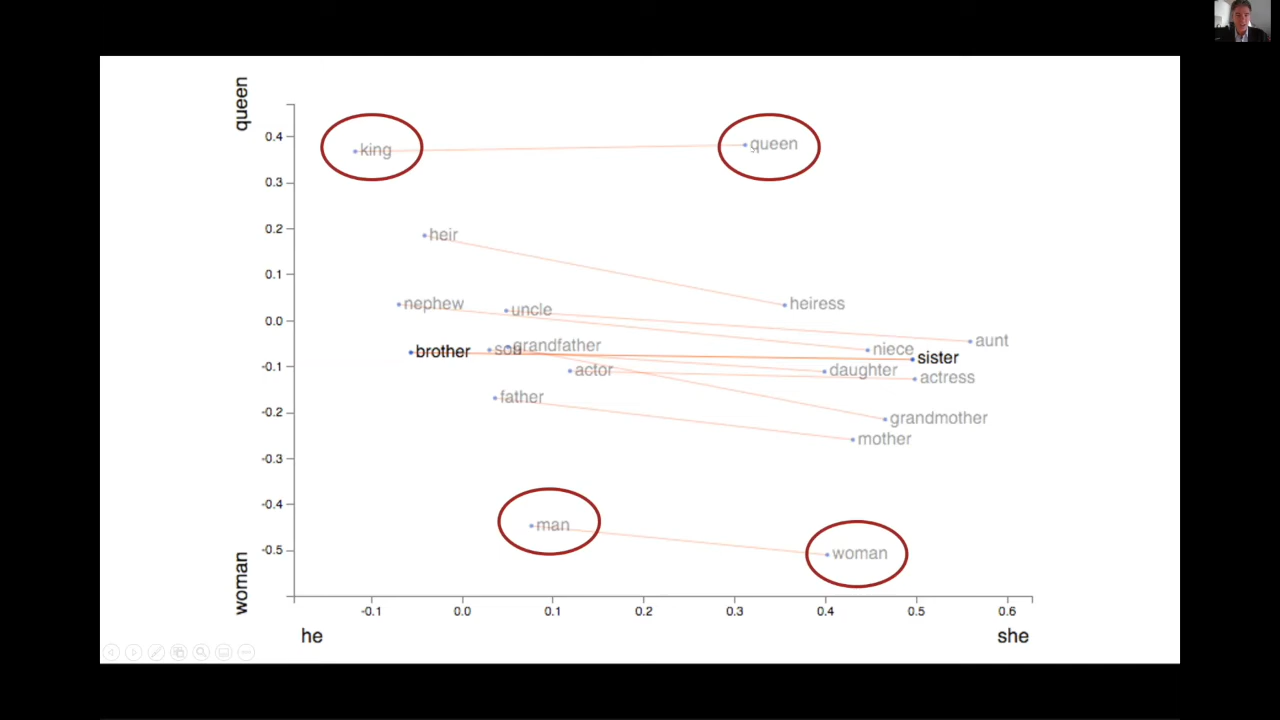 queen
0.4
king
queen
0.3
0.2
heir
0.1
nephew
uncle
heiress
0.0
aunt
brother
son
grandfather
niece
sister
-0.1
actor
daughter
actress
father
-0.2
grandmother
mother
-0.3
-0.4
man
-0.5
woman
woman
-0.1 0.0 0.1 0.2 0.3 0.4 0.5 0.6
he she